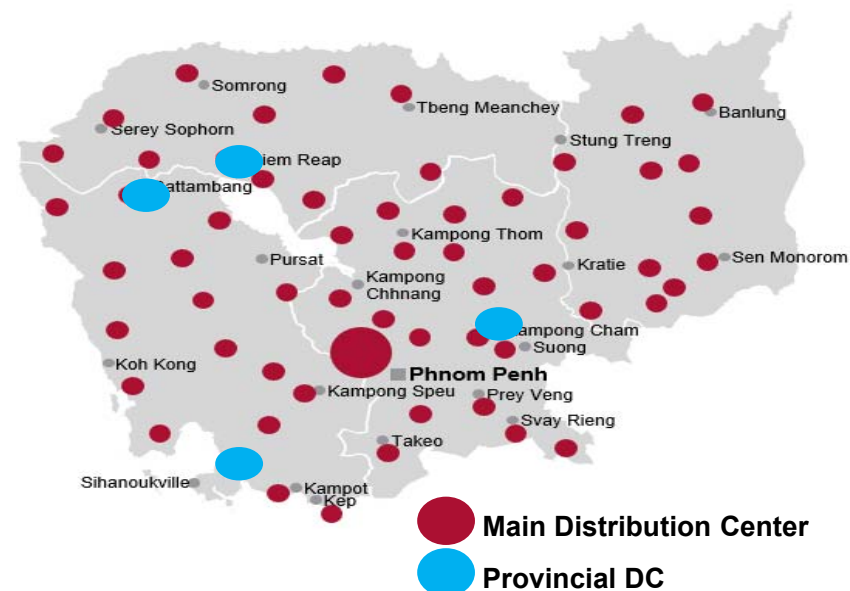 Somrong
Tbeng Meanchey
Banlung
Serey Sophorn
Stung Treng
iem Reap
attambang
Kampong Thom
Pursat
Sen Monorom
Kratie
Kampong
Chhnang
ampong Cham
Suong
Koh Kong
Phnom Penh
Kampong Speu
Prey Veng
Svay Rieng
Takeo
Sihanoukville
Kampot
Kep
Main Distribution Center
Provincial DC